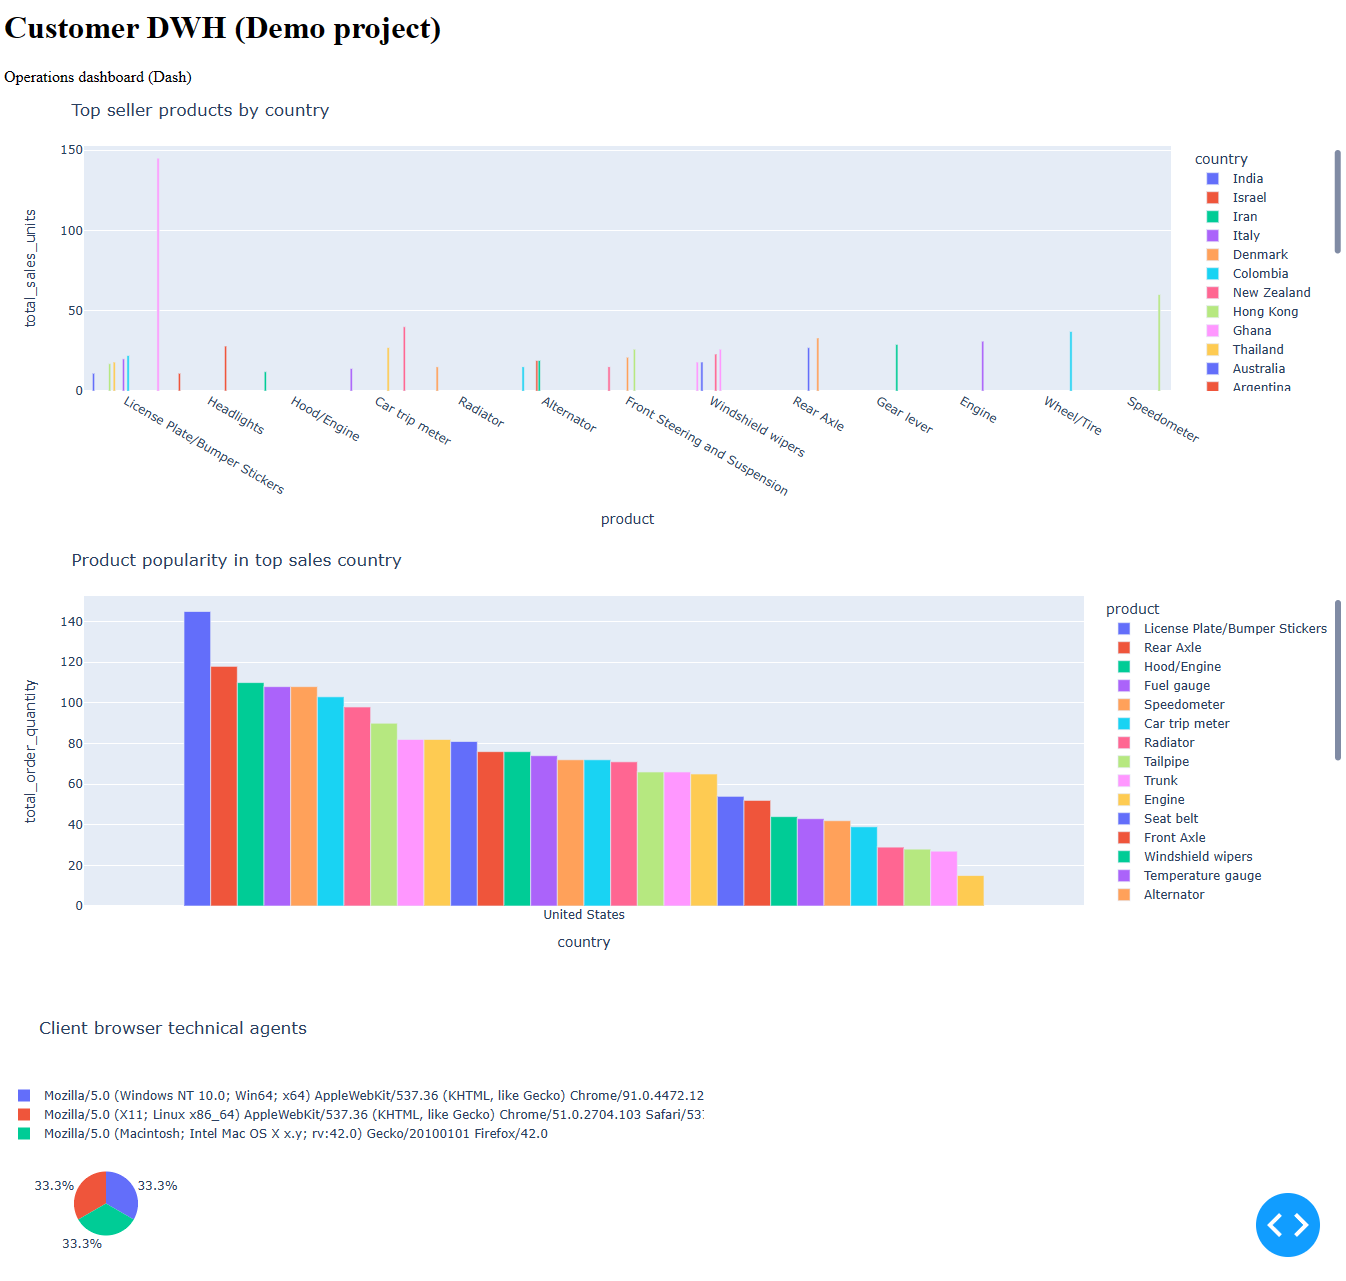 Customer DWH (Demo project)
Operations dashboard (Dash)
Top seller products by country
150
100
50
0
total_sales_units
License Plate/Bumper Stickers
Headlights
Hood/Engine
Car trip meter
Radiator
Alternator
Front Steering and Suspension
Windshield wipers
Rear Axle
Gear lever
Engine
Wheel/Tire
Speedometer
product
country
India
Israel
Iran
Italy
Denmark
Colombia
New Zealand
Hong Kong
Ghana
Thailand
Australia
Argentina
Product popularity in top sales country
140
120
100
80
60
40
20
0
total_order_quantity
United States
country
product
License Plate/Bumper Stickers
Rear Axle
Hood/Engine
Fuel gauge
Speedometer
Car trip meter
Radiator
Tailpipe
Trunk
Engine
Seat belt
Front Axle
Windshield wipers
Temperature gauge
Alternator
Client browser technical agents
Mozilla/5.0 (Windows NT 10.0; Win64; x64) AppleWebKit/537.36 (KHTML, like Gecko) Chrome/91.0.4472.12
Mozilla/5.0 (X11; Linux x86_64) AppleWebKit/537.36 (KHTML, like Gecko) Chrome/51.0.2704.103 Safari/537
Mozilla/5.0 (Macintosh; Intel Mac OS X x.y; rv:42.0) Gecko/20100101 Firefox/42.0
33.3%
33.3%
33.3%